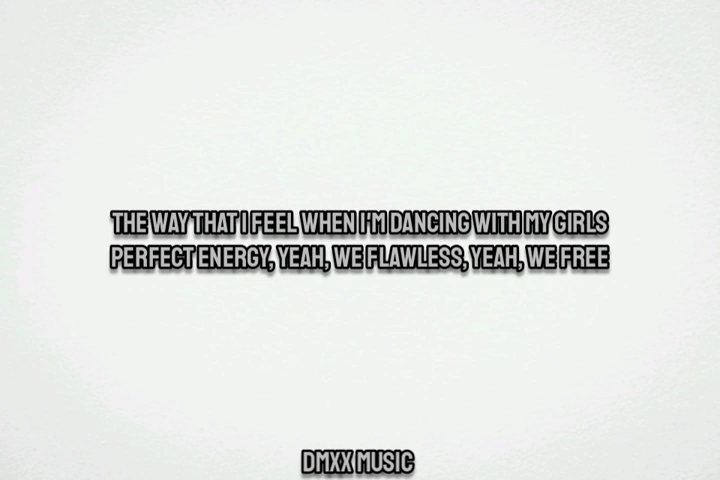 THE WAY THAT I FEEL WHEN I'M DANCING WITH MY GIRLS
PERFECT ENERGY, YEAH, WE FLAWLESS, YEAH, WE FREE
DMXX MUSIC